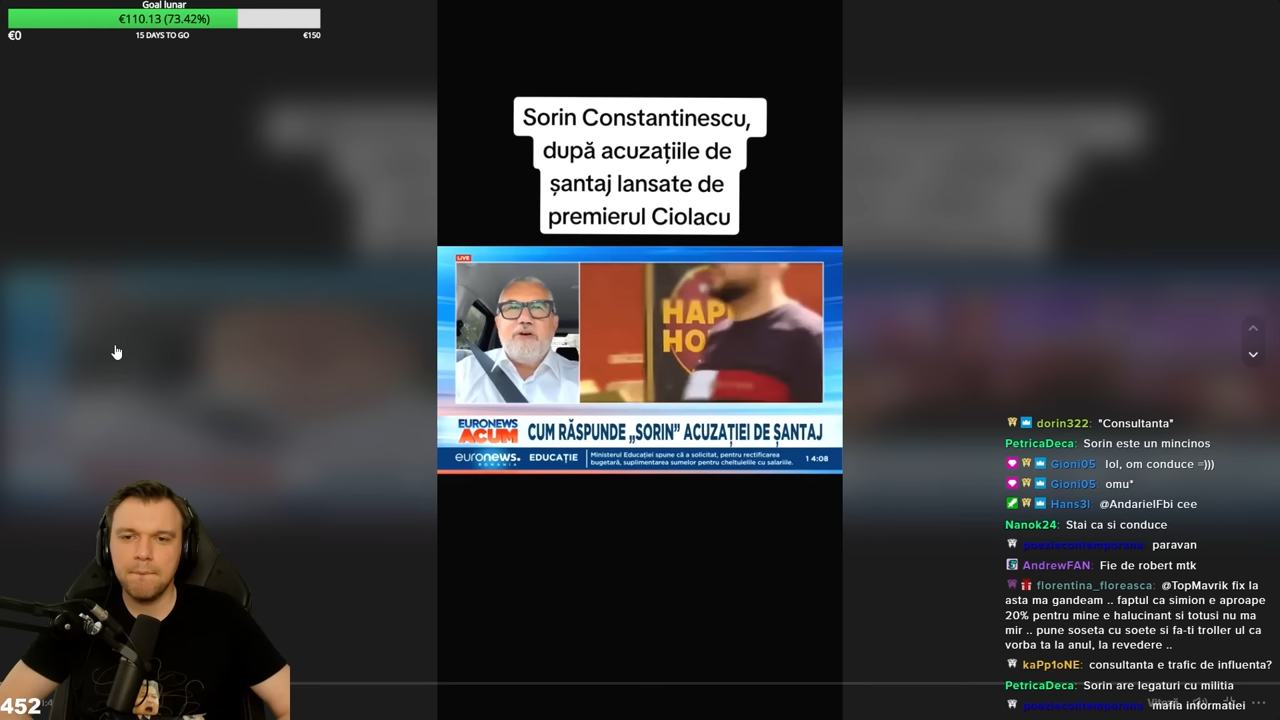 Goal lunar
€110.13 (73.42%)
€0
15 DAYS TO GO
€150
Sorin Constantinescu,
după acuzațiile de
șantaj lansate de
premierul Ciolacu
LIVE
HAP
HO
EURONEWS
ACUM
CUM RĂSPUNDE „SORIN” ACUZAȚIEI DE ȘANTAJ
euronews.
ROMANIA
EDUCAȚIE
Ministerul Educației spune că a solicitat, pentru rectificarea
bugetară, suplimentarea sumelor pentru cheltuielile cu salariile.
14:08
dorin322: "Consultanta"
PetricaDeca: Sorin este un mincinos
Gioni05 lol, om conduce =)))
Gioni05 omu*
Hans3l: @AndarielFbi cee
Nanok24: Stai ca si conduce
poeziecontemporana paravan
AndrewFAN: Fie de robert mtk
florentina_floreasca: @TopMavrik fix la
asta ma gandeam .. faptul ca simion e aproape
20% pentru mine e halucinant si totusi nu ma
mir .. pune soseta cu soete si fa-ti troller ul ca
vorba ta la anul, la revedere ..
kaPp1oNE: consultanta e trafic de influenta?
PetricaDeca: Sorin are legaturi cu militia
poeziecontemporana mafia informatiei
452